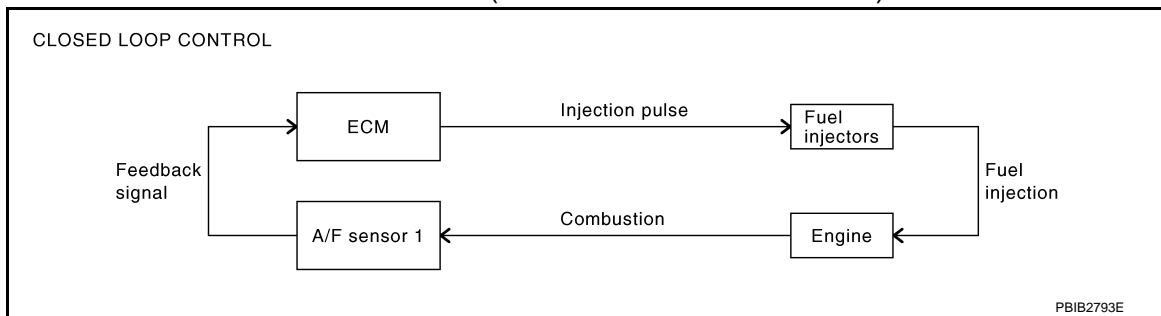 CLOSED LOOP CONTROL
ECM
Injection pulse
Fuel
injectors
Feedback
signal
Fuel
injection
A/F sensor 1
Combustion
Engine
PBIB2793E